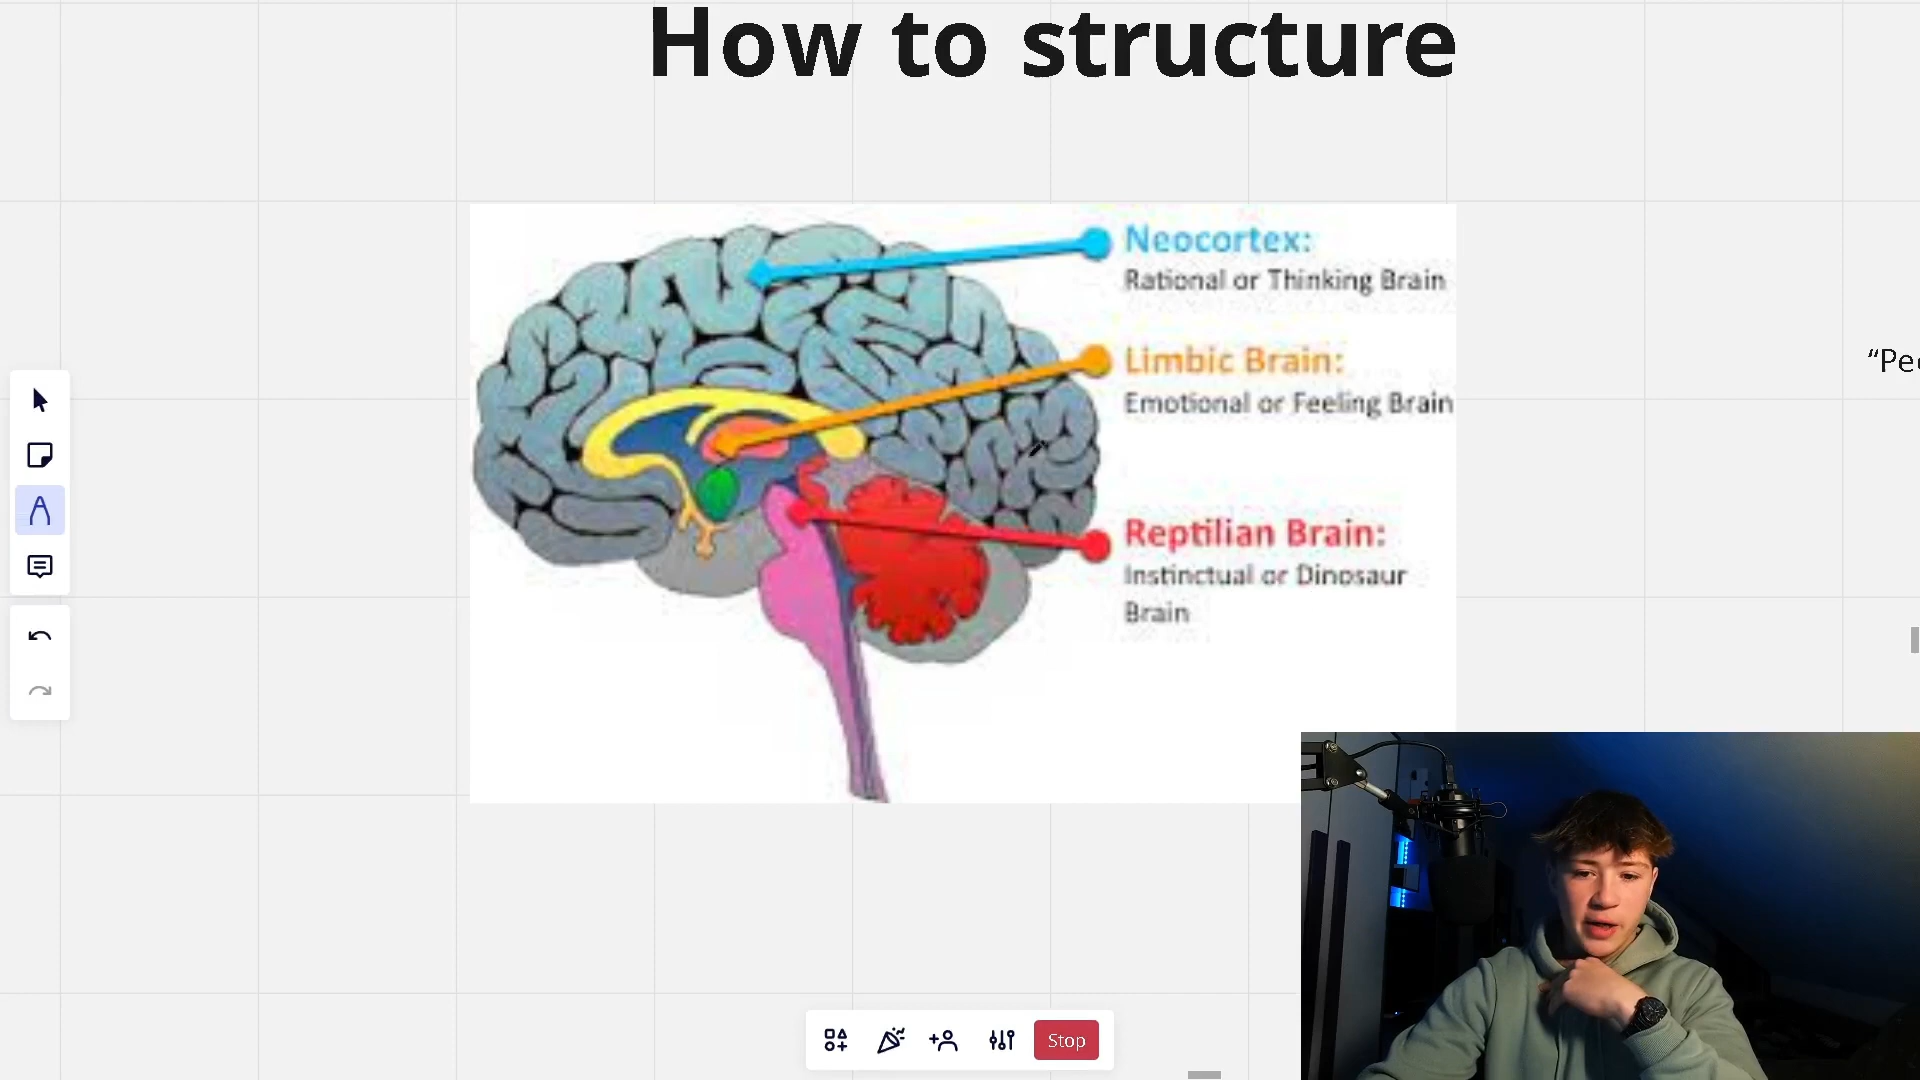 How to structure
Neocortex:
Rational or Thinking Brain
Limbic Brain:
Emotional or Feeling Brain
Reptilian Brain:
Instinctual or Dinosaur
Brain
Stop